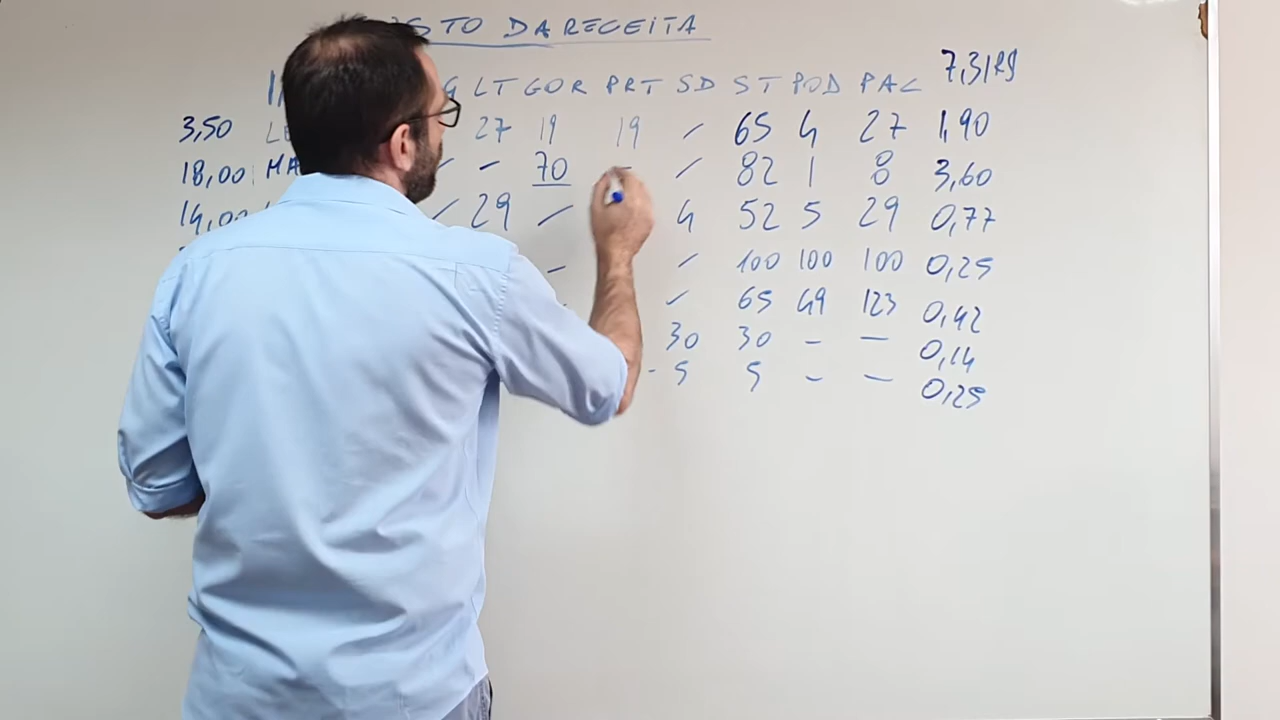 STO DA RECEITA
LT GOR PRT SD ST POD PAC 7,31R$
3,50 LE 27 19 19 / 65 4 27 1,90
18,00 MA / - 70 - / 82 1 8 3,60
14,00 / 29 / 4 52 5 29 0,77
- / 100 100 100 0,25
/ 65 49 123 0,42
30 30 - - 0,14
- 5 5 - - 0,25